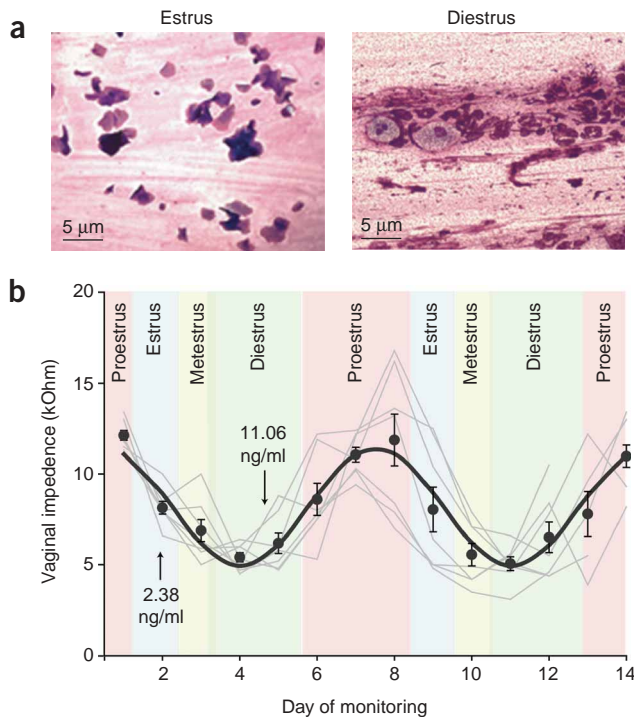 a
Estrus
Diestrus
5 μm
5 μm
b
20
15
10
5
0
Vaginal impedence (kOhm)
Proestrus
Estrus
Metestrus
Diestrus
Proestrus
Estrus
Metestrus
Diestrus
Proestrus
11.06
ng/ml
2.38
ng/ml
2
4
6
8
10
12
14
Day of monitoring